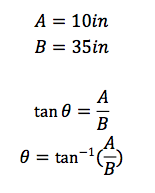 A = 10in
B = 35in
tan θ = A/B
θ = tan⁻¹(A/B)